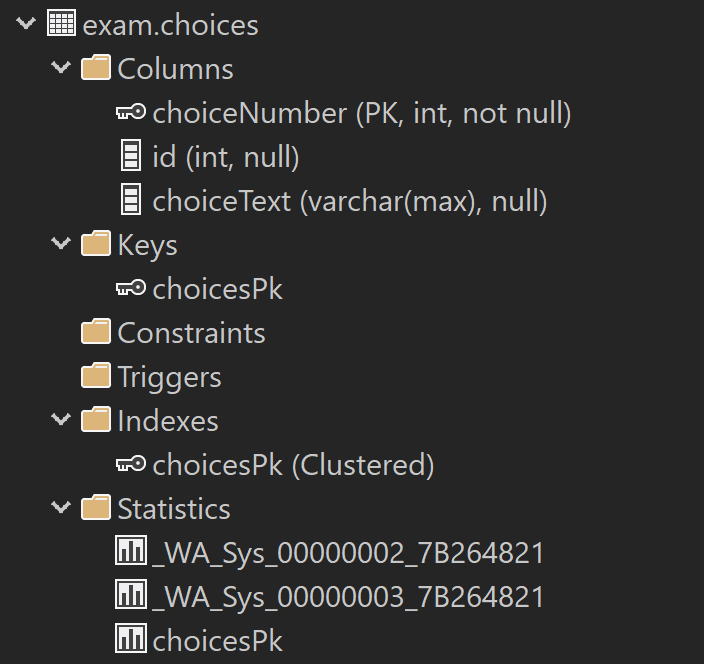 exam.choices
Columns
choiceNumber (PK, int, not null)
id (int, null)
choiceText (varchar(max), null)
Keys
choicesPk
Constraints
Triggers
Indexes
choicesPk (Clustered)
Statistics
_WA_Sys_00000002_7B264821
_WA_Sys_00000003_7B264821
choicesPk